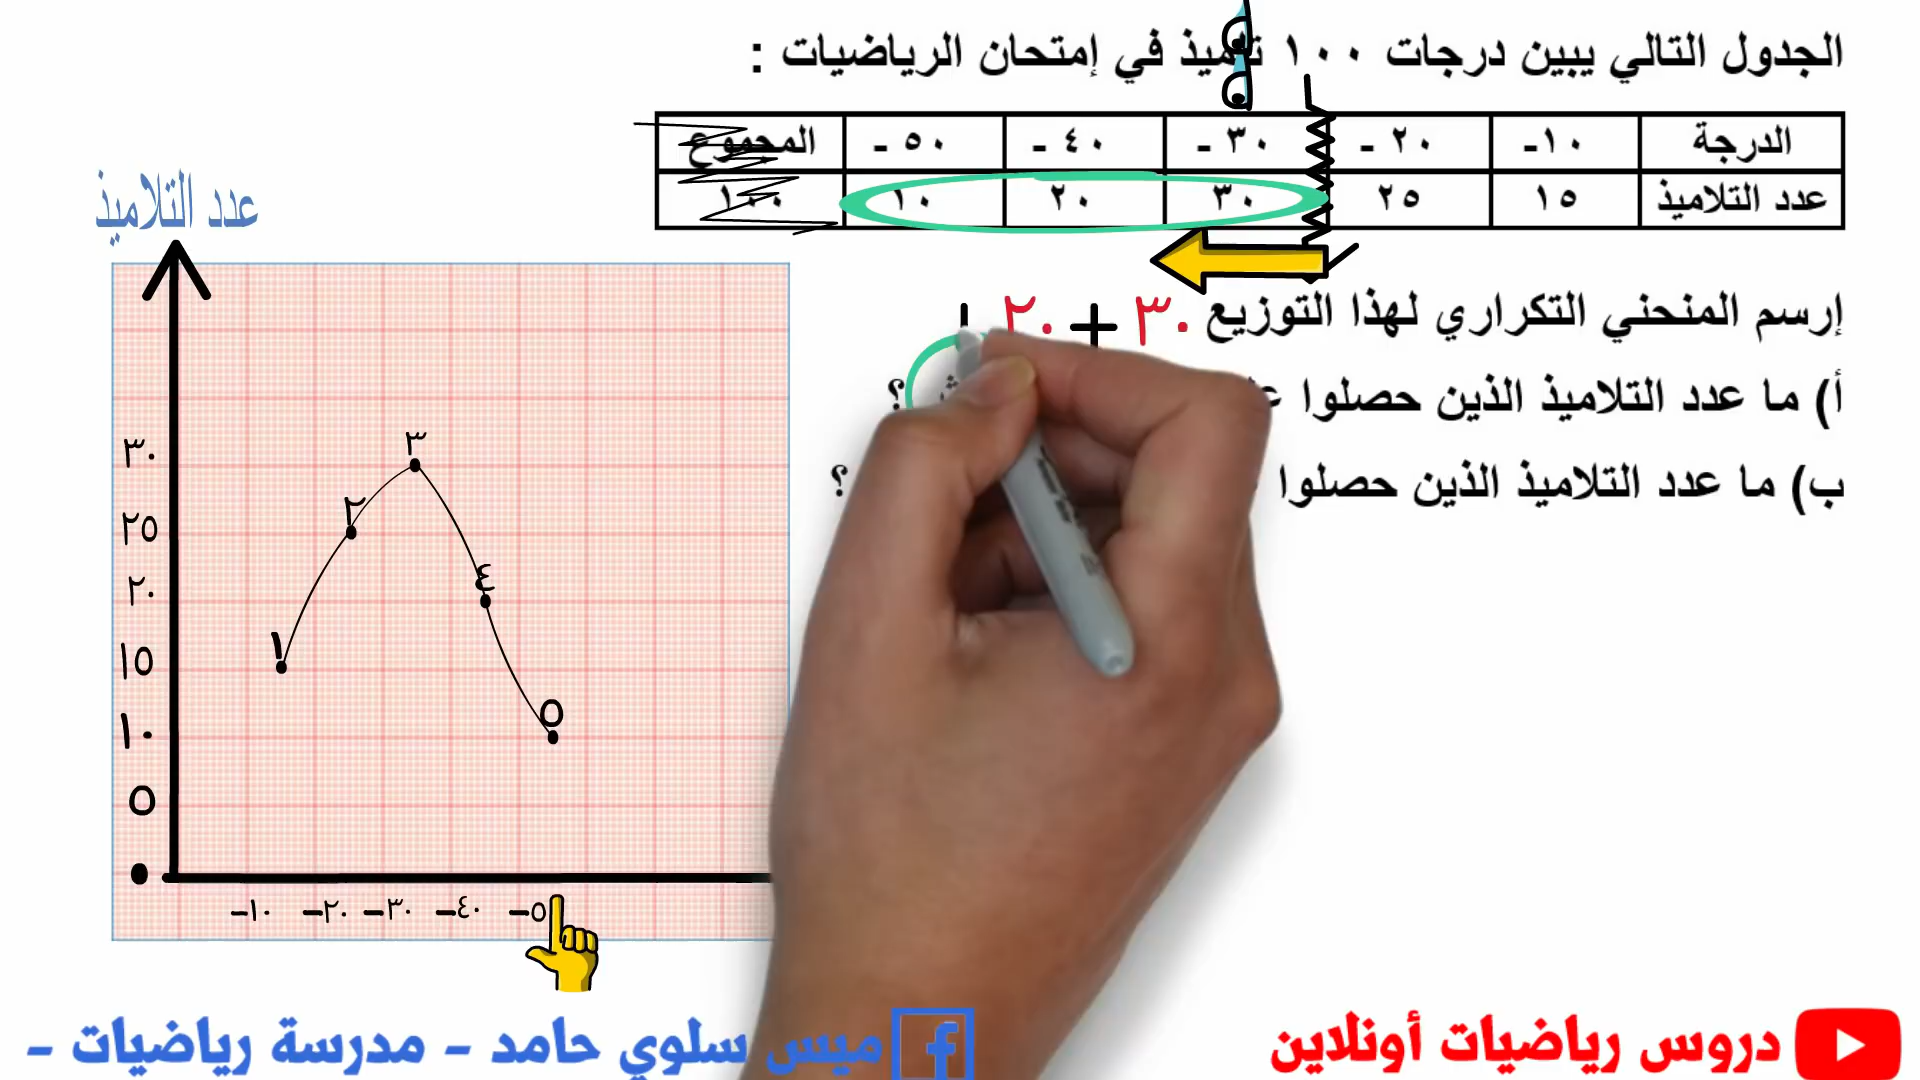 الجدول التالي يبين درجات ١٠٠ تلميذ في إمتحان الرياضيات :
الدرجة ١٠- ٢٠ - ٣٠ - ٤٠ - ٥٠ - المجموع
عدد التلاميذ ١٥ ٢٥ ٣٠ ٢٠ ١٠ ١٠٠
إرسم المنحني التكراري لهذا التوزيع ٣٠ + ٢٠
أ) ما عدد التلاميذ الذين حصلوا ؟
ب) ما عدد التلاميذ الذين حصلوا ؟
عدد التلاميذ
٣٠
٢٥
٢٠
١٥
١٠
٥
٠
٣
٢
٤
١
٥
١٠- ٢٠- ٣٠- ٤٠- ٥-
دروس رياضيات أونلاين
ميس سلوي حامد - مدرسة رياضيات -